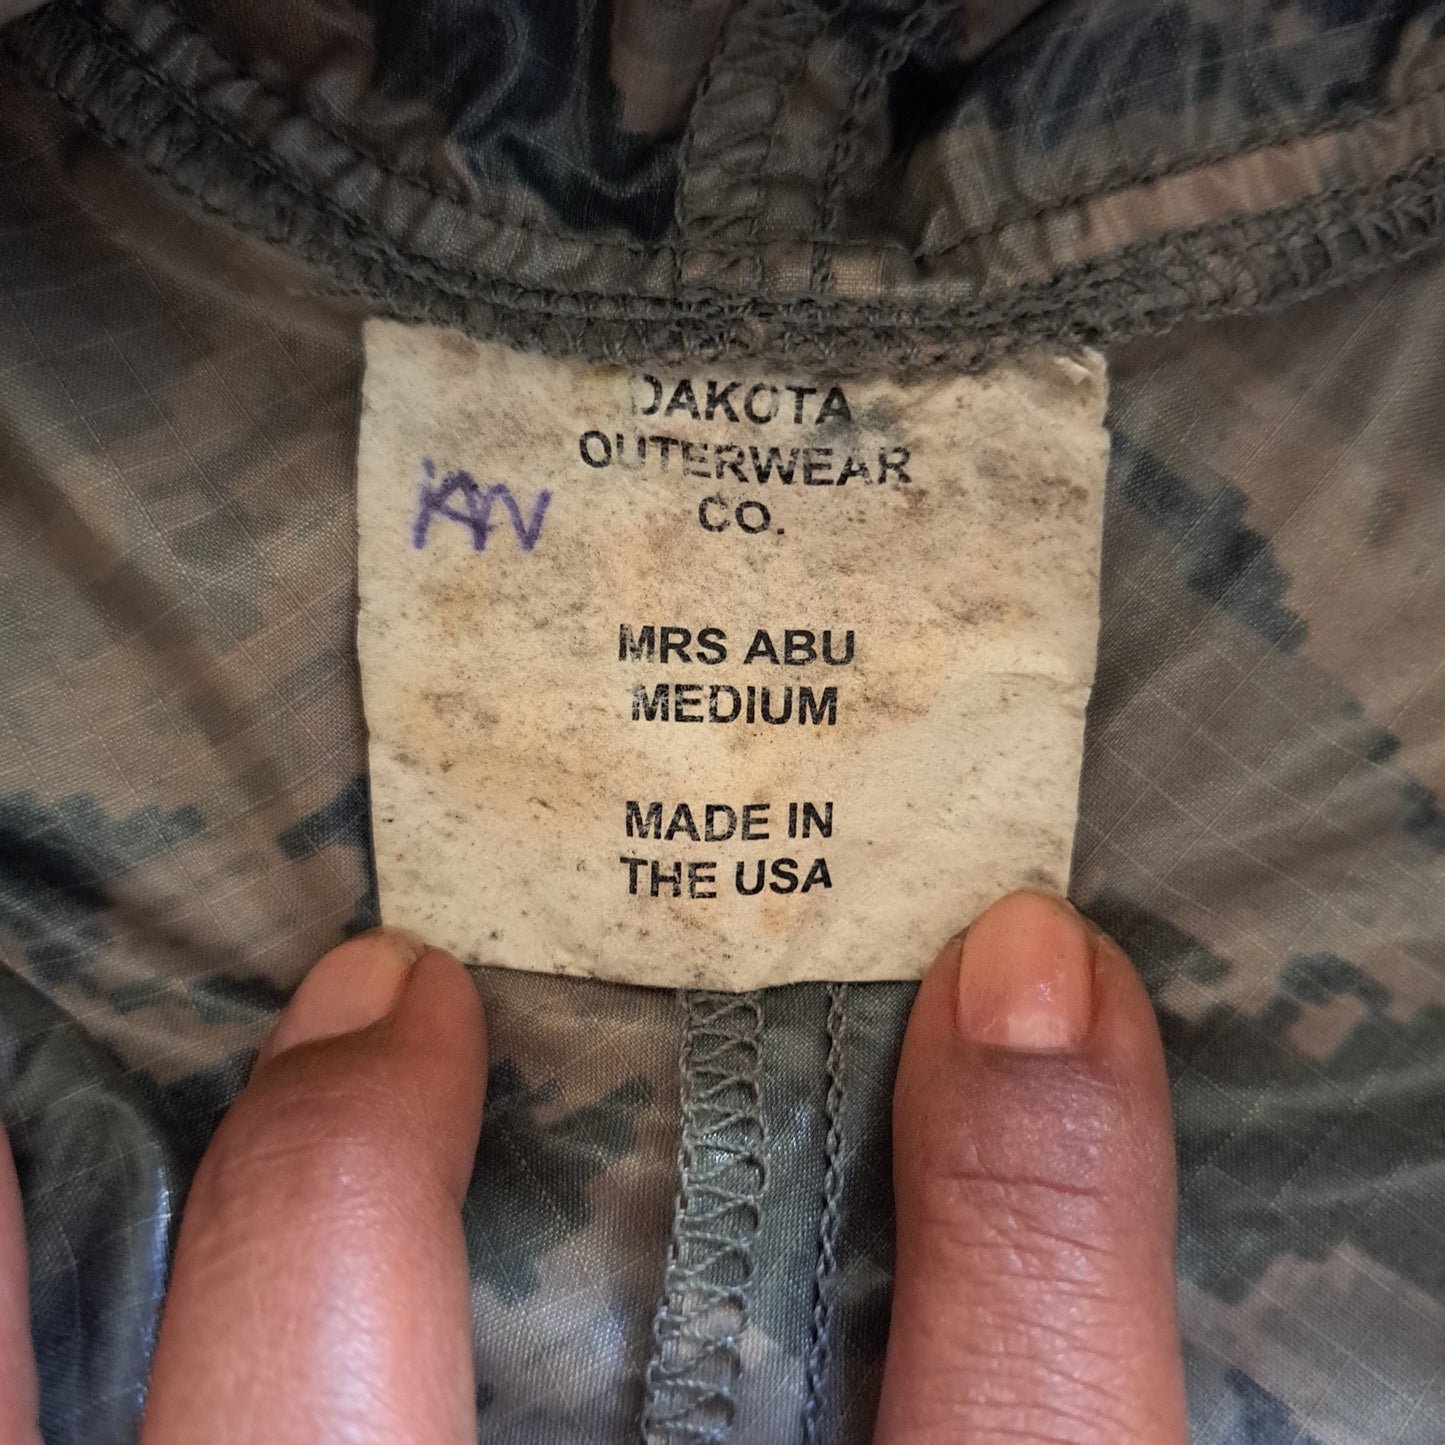 DAKOTA
OUTERWEAR
CO.
MRS ABU
MEDIUM
MADE IN
THE USA